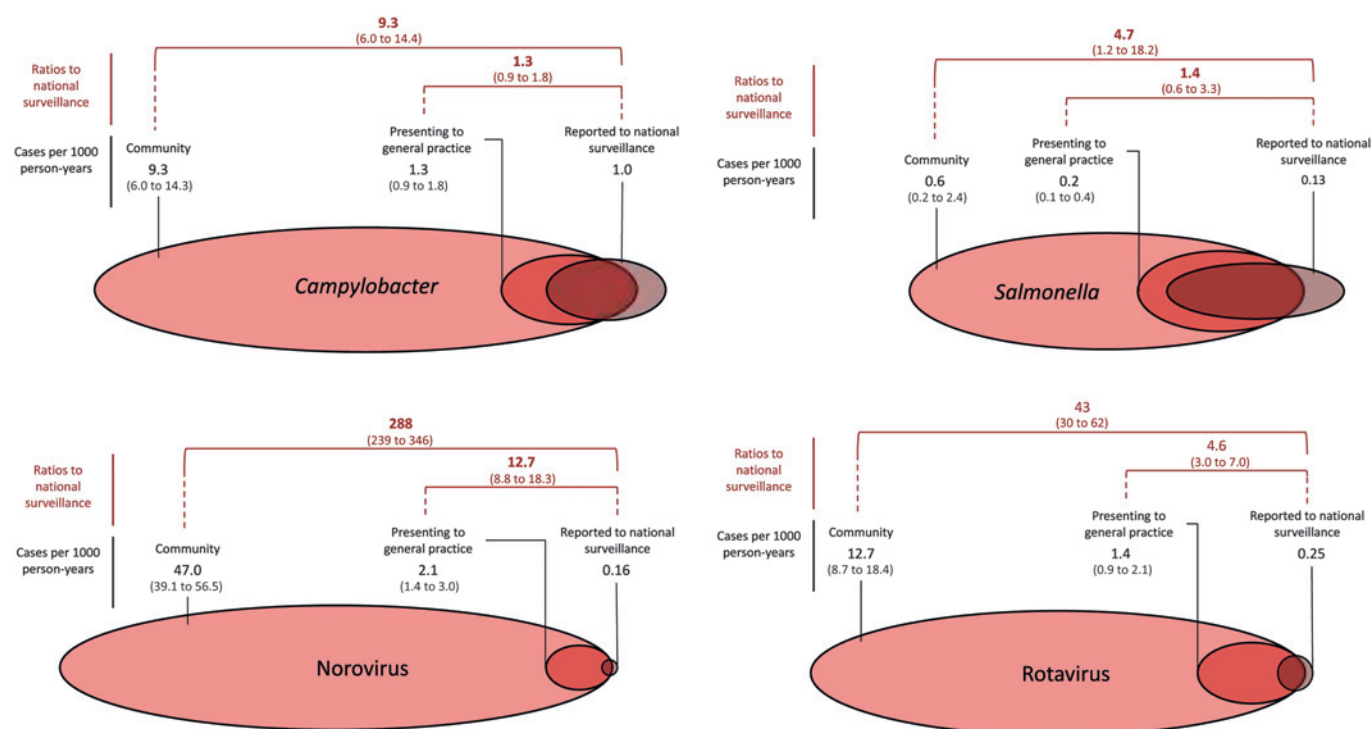 9.3
(6.0 to 14.4)
1.3
(0.9 to 1.8)
Ratios to
national
surveillance
Cases per 1000
person-years
Community
9.3
(6.0 to 14.3)
Presenting to
general practice
1.3
(0.9 to 1.8)
Reported to national
surveillance
1.0
Campylobacter
4.7
(1.2 to 18.2)
1.4
(0.6 to 3.3)
Ratios to
national
surveillance
Cases per 1000
person-years
Community
0.6
(0.2 to 2.4)
Presenting to
general practice
0.2
(0.1 to 0.4)
Reported to national
surveillance
0.13
Salmonella
288
(239 to 346)
12.7
(8.8 to 18.3)
Ratios to
national
surveillance
Cases per 1000
person-years
Community
47.0
(39.1 to 56.5)
Presenting to
general practice
2.1
(1.4 to 3.0)
Reported to national
surveillance
0.16
Norovirus
43
(30 to 62)
4.6
(3.0 to 7.0)
Ratios to
national
surveillance
Cases per 1000
person-years
Community
12.7
(8.7 to 18.4)
Presenting to
general practice
1.4
(0.9 to 2.1)
Reported to national
surveillance
0.25
Rotavirus